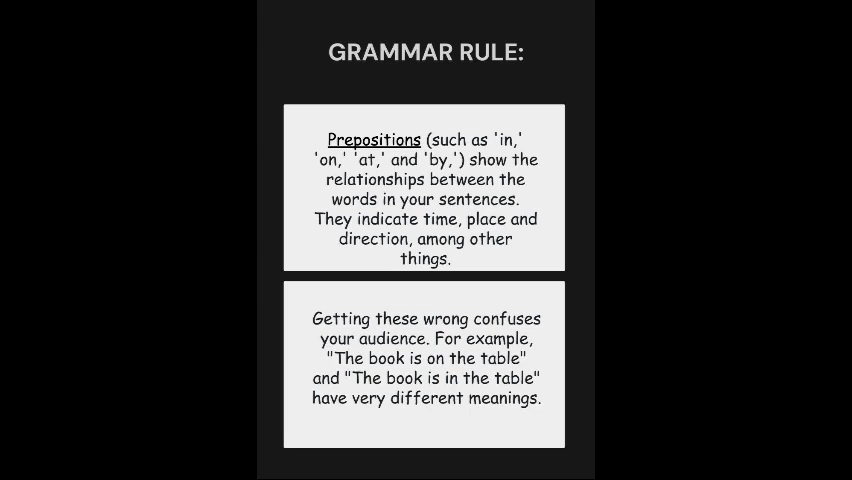 GRAMMAR RULE:
Prepositions (such as 'in,'
'on,' 'at,' and 'by,') show the
relationships between the
words in your sentences.
They indicate time, place and
direction, among other
things.
Getting these wrong confuses
your audience. For example,
"The book is on the table"
and "The book is in the table"
have very different meanings.